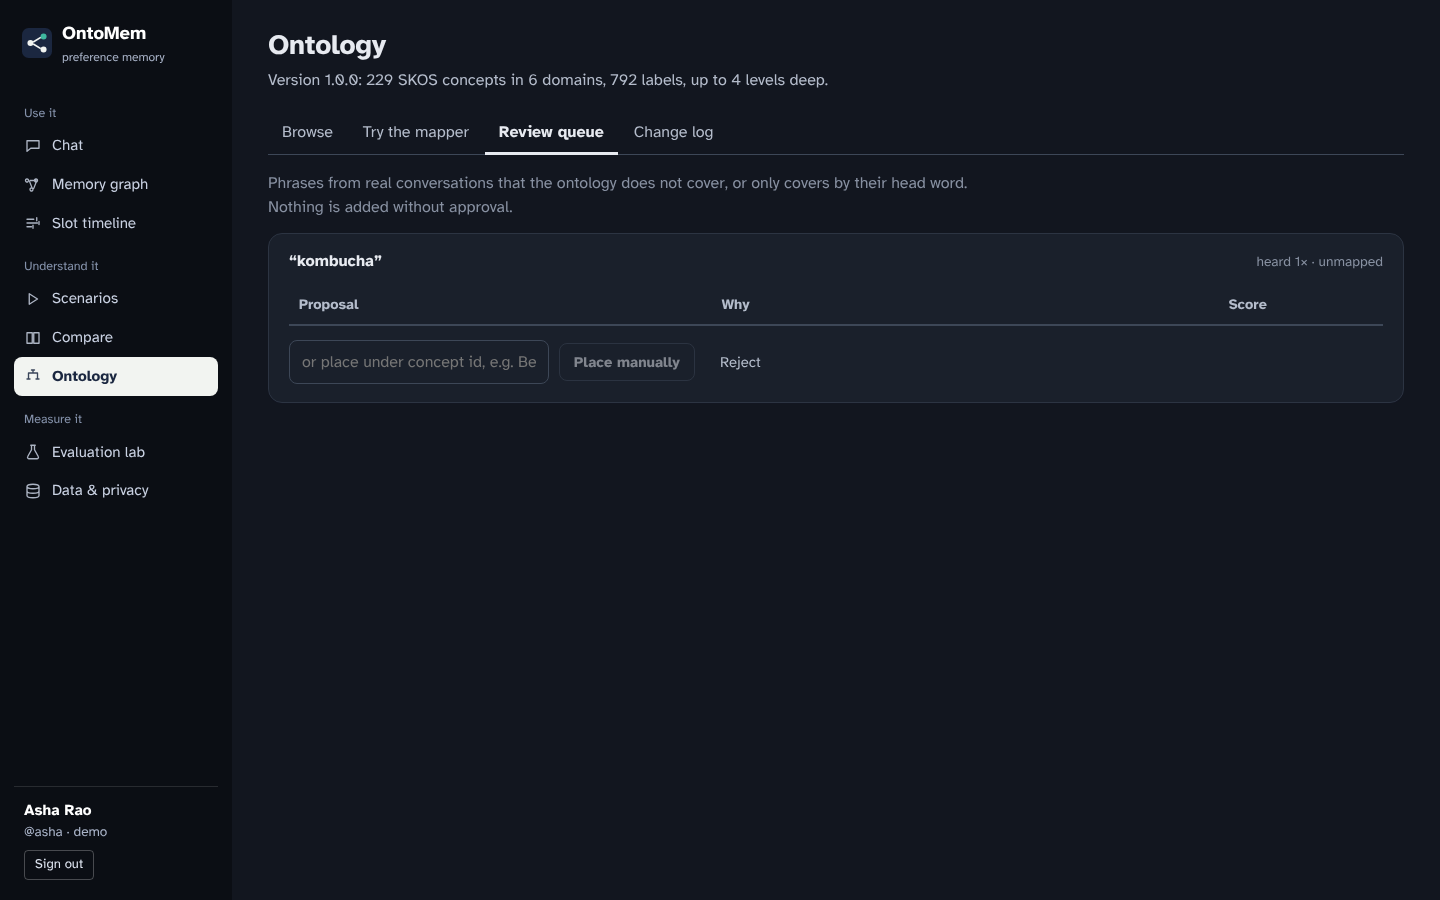 OntoMem
preference memory
Use it
Chat
Memory graph
Slot timeline
Understand it
Scenarios
Compare
Ontology
Measure it
Evaluation lab
Data & privacy
Asha Rao
@asha · demo
Sign out
Ontology
Version 1.0.0: 229 SKOS concepts in 6 domains, 792 labels, up to 4 levels deep.
Browse Try the mapper Review queue Change log
Phrases from real conversations that the ontology does not cover, or only covers by their head word.
Nothing is added without approval.
“kombucha” heard 1× · unmapped
Proposal Why Score
or place under concept id, e.g. Be Place manually Reject